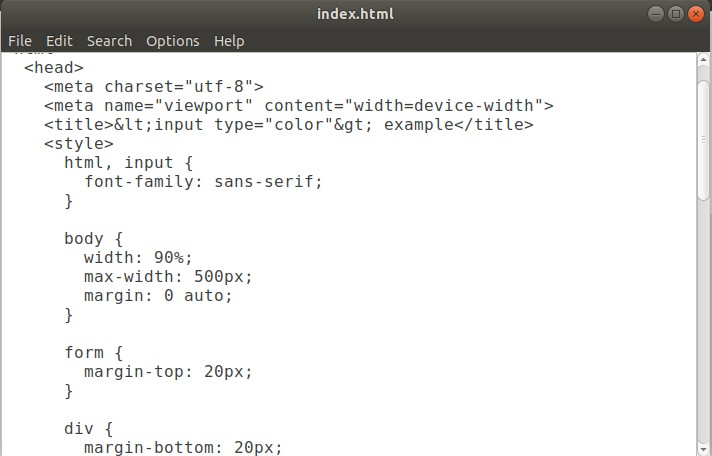 index.html
File Edit Search Options Help
<head>
<meta charset="utf-8">
<meta name="viewport" content="width=device-width">
<title>&lt;input type="color"&gt; example</title>
<style>
html, input {
font-family: sans-serif;
}
body {
width: 90%;
max-width: 500px;
margin: 0 auto;
}
form {
margin-top: 20px;
}
div {
margin-bottom: 20px;